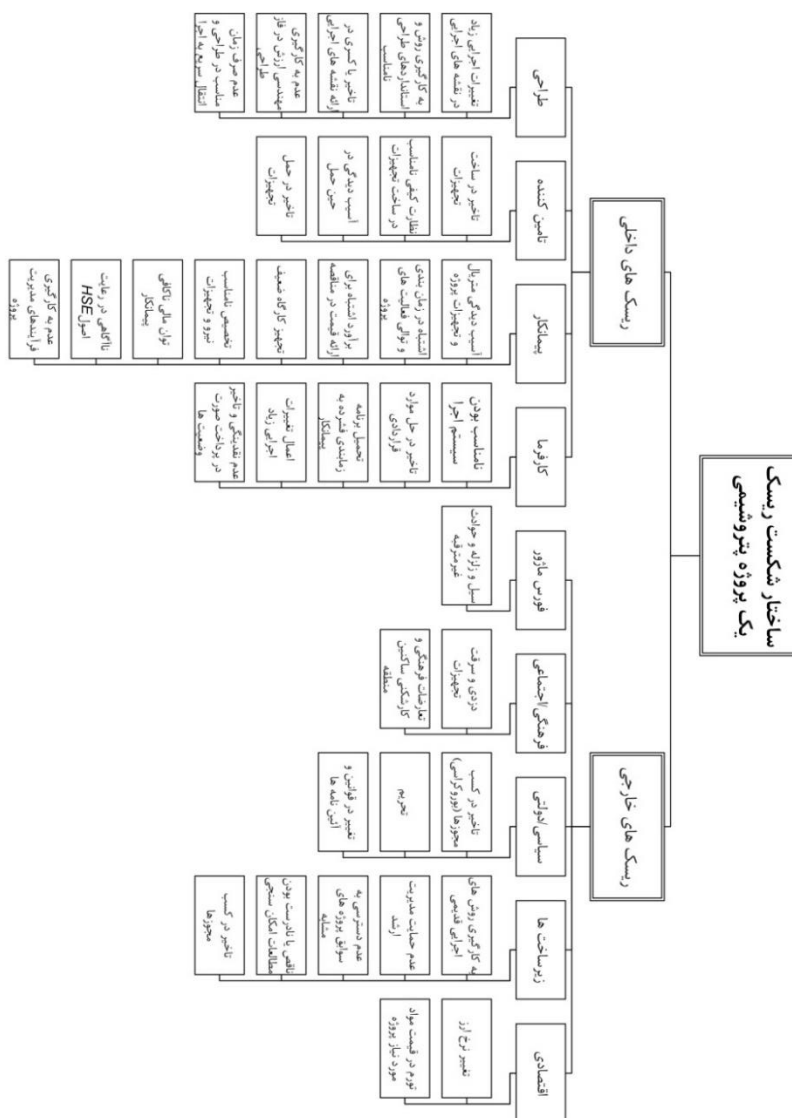 ساختار شکست ریسک
یک پروژه پتروشیمی
ریسک های داخلی
طراحی
تغییرات اجرایی زیاد
در نقشه های اجرایی
به کارگیری روش و
استانداردهای طراحی
نامناسب
تاخیر یا کسری در
ارائه نقشه های اجرایی
عدم به کارگیری
مهندسی ارزش در فاز
طراحی
عدم صرف زمان
مناسب در طراحی و
انتقال سریع به اجرا
تامین کننده
تاخیر در ساخت
تجهیزات
نظارت کیفی نامناسب
در ساخت تجهیزات
آسیب دیدگی در
حین حمل
تاخیر در حمل
تجهیزات
پیمانکار
آسیب دیدگی متریال
و تجهیزات پروژه
اشتباه در زمان بندی
و توالی فعالیت های
پروژه
برآورد اشتباه برای
ارائه قیمت در مناقصه
تجهیز کارگاه ضعیف
تخصیص نامناسب
نیرو و تجهیزات
توان مالی ناکافی
پیمانکار
ناآگاهی در رعایت
اصول HSE
عدم به کارگیری
فرآیندهای مدیریت
پروژه
کارفرما
نامناسب بودن
سیستم اجرا
تاخیر در حل موارد
قراردادی
تحمیل برنامه
زمانبندی فشرده به
پیمانکار
اعمال تغییرات
اجرایی زیاد
عدم نقدینگی و تاخیر
در پرداخت صورت
وضعیت ها
ریسک های خارجی
فورس ماژور
سیل و زلزله و حوادث
غیرمترقبه
فرهنگی/اجتماعی
دزدی و سرقت
تجهیزات
تعارضات فرهنگی و
کارشکنی ساکنین
منطقه
سیاسی/دولتی
تاخیر در کسب
مجوزها (بوروکراسی)
تحریم
تغییر در قوانین و
آئین نامه ها
زیرساخت ها
به کارگیری روش های
اجرایی قدیمی
عدم حمایت مدیریت
ارشد
عدم دسترسی به
سوابق پروژه های
مشابه
ناقص یا نادرست بودن
مطالعات امکان سنجی
تاخیر در کسب
مجوزها
اقتصادی
تغییر نرخ ارز
تورم در قیمت مواد
مورد نیاز پروژه